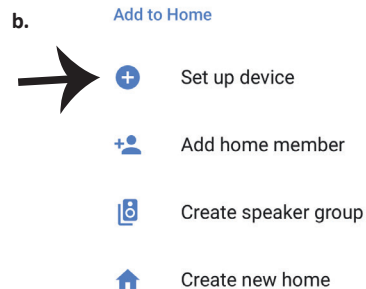 b.
Add to Home
Set up device
Add home member
Create speaker group
Create new home